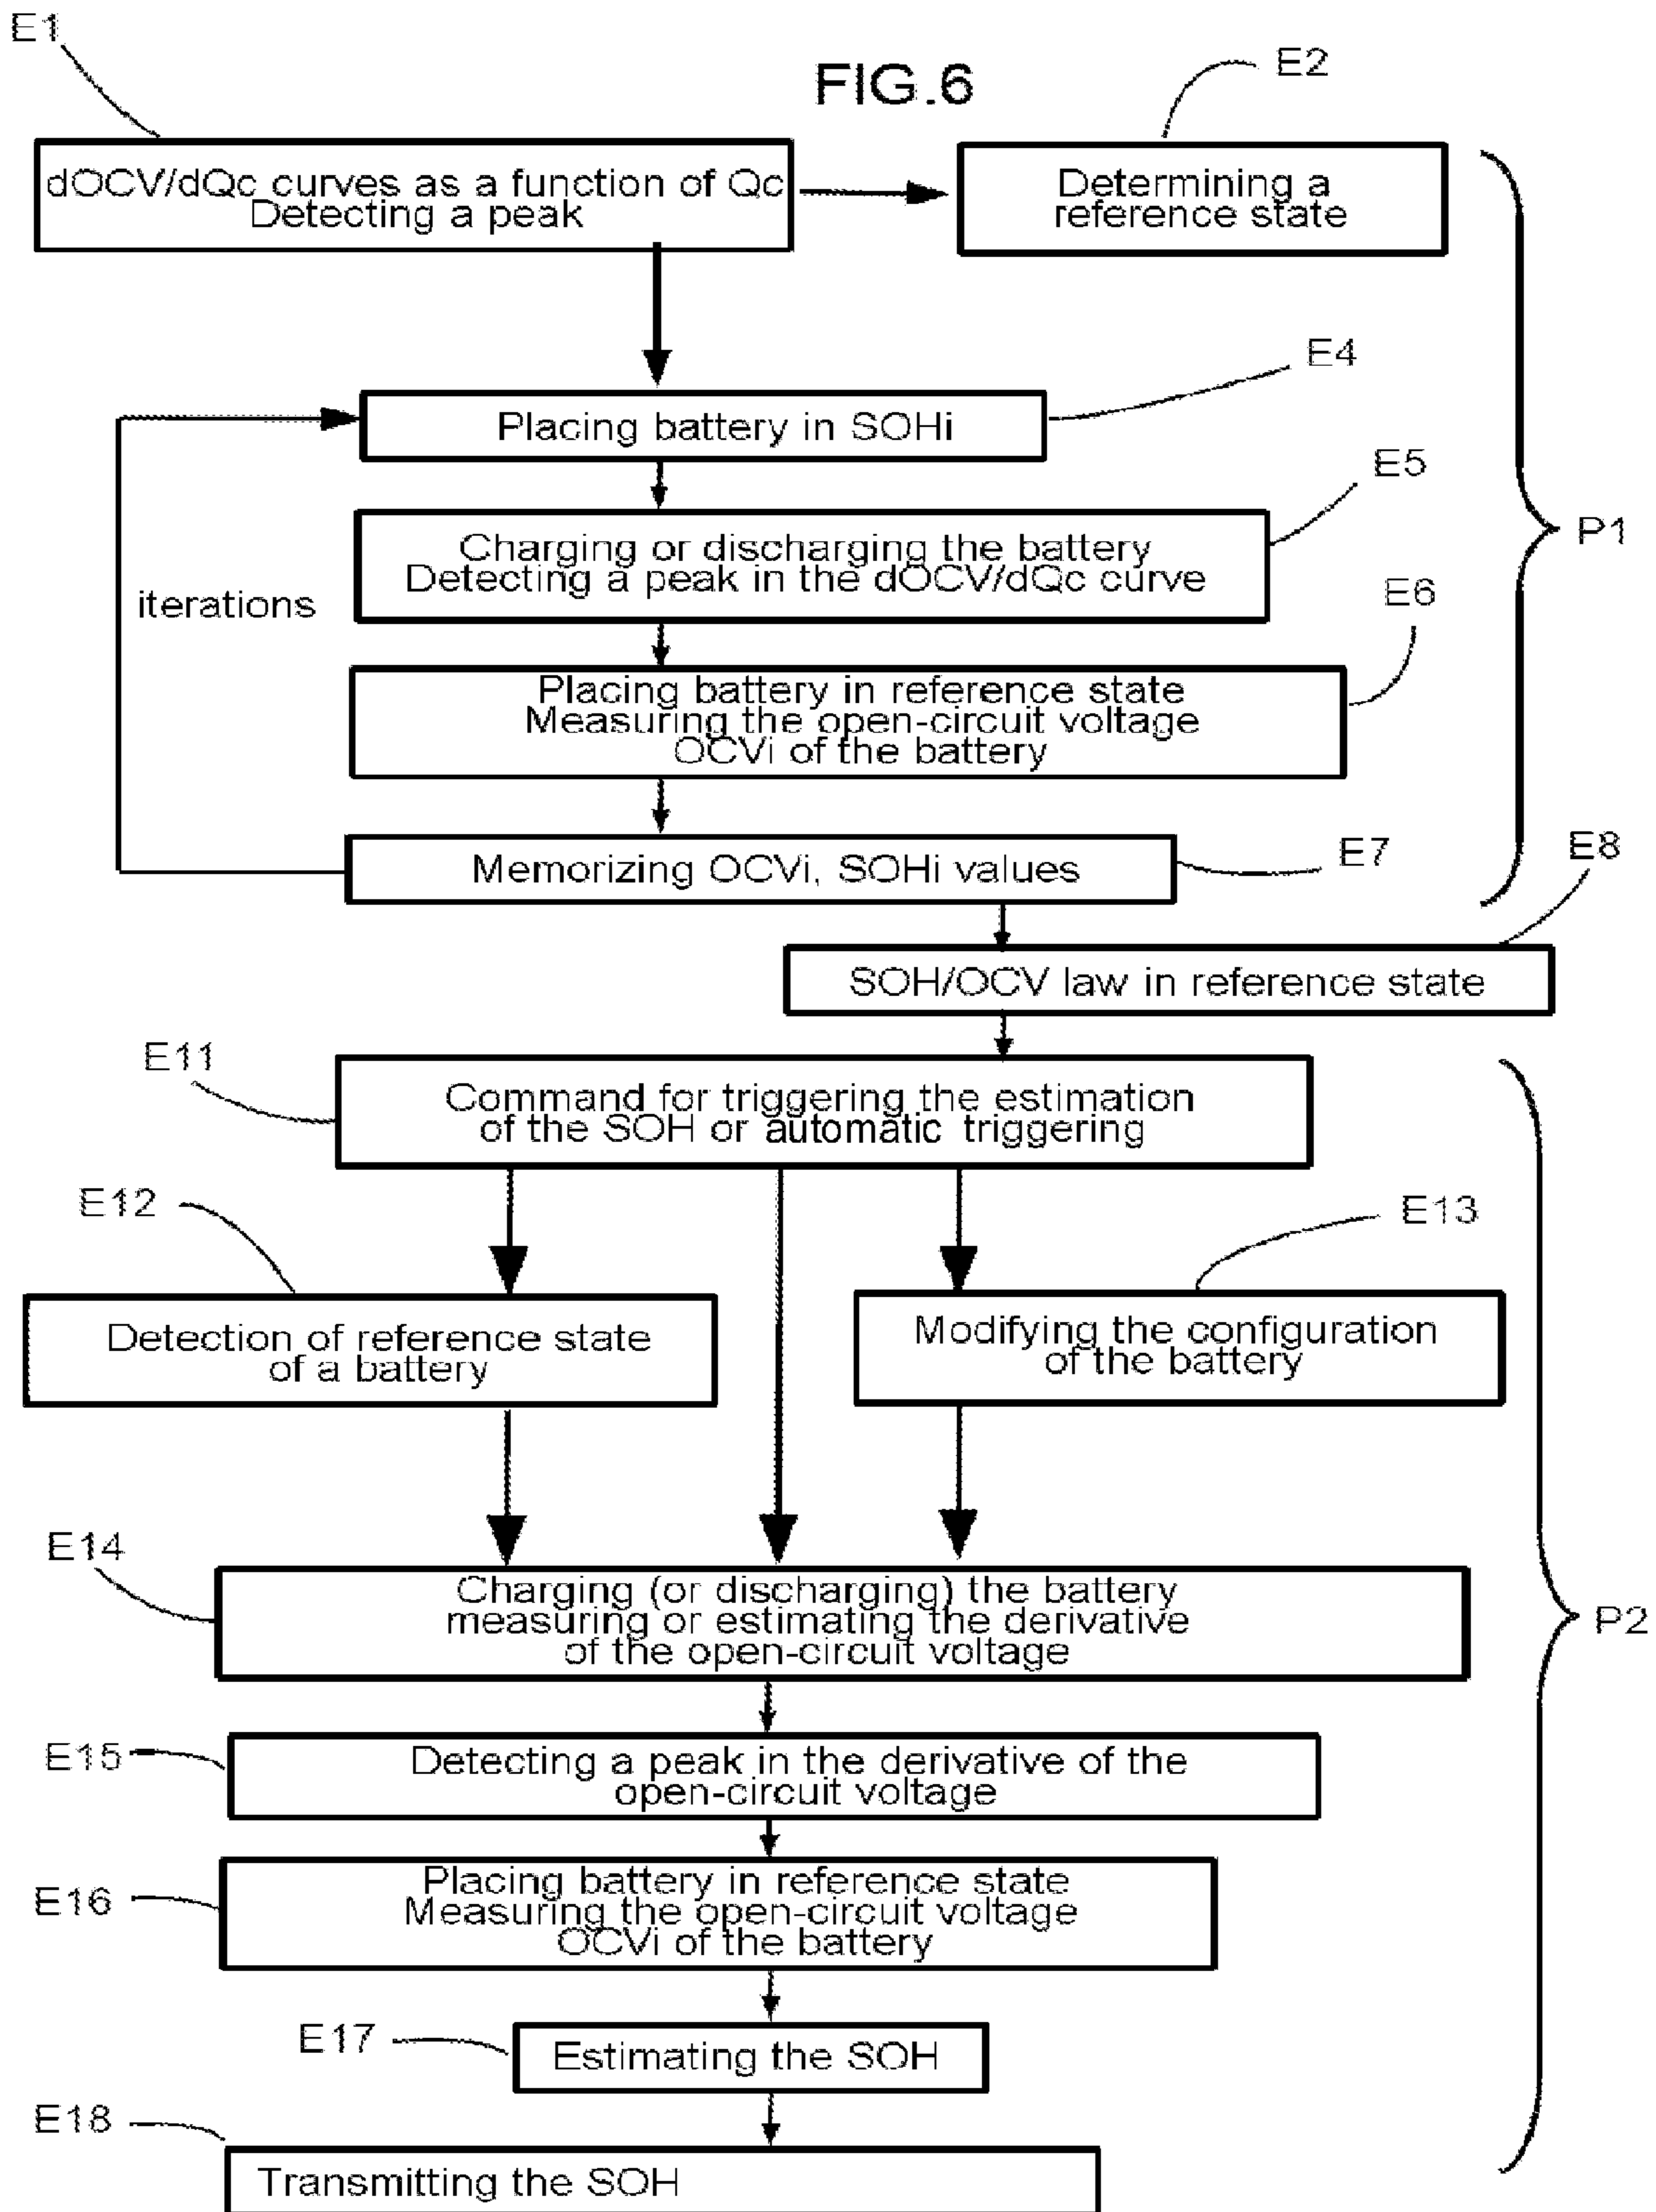 E1
FIG.6
E2
dOCV/dQc curves as a function of Qc
Detecting a peak
Determining a
reference state
E4
Placing battery in SOHi
E5
Charging or discharging the battery
Detecting a peak in the dOCV/dQc curve
P1
iterations
E6
Placing battery in reference state
Measuring the open-circuit voltage
OCVi of the battery
E7
E8
Memorizing OCVi, SOHi values
SOH/OCV law in reference state
E11
Command for triggering the estimation
of the SOH or automatic triggering
E12
E13
Detection of reference state
of a battery
Modifying the configuration
of the battery
E14
Charging (or discharging) the battery
measuring or estimating the derivative
of the open-circuit voltage
P2
E15
Detecting a peak in the derivative of the
open-circuit voltage
E16
Placing battery in reference state
Measuring the open-circuit voltage
OCVi of the battery
E17
Estimating the SOH
E18
Transmitting the SOH